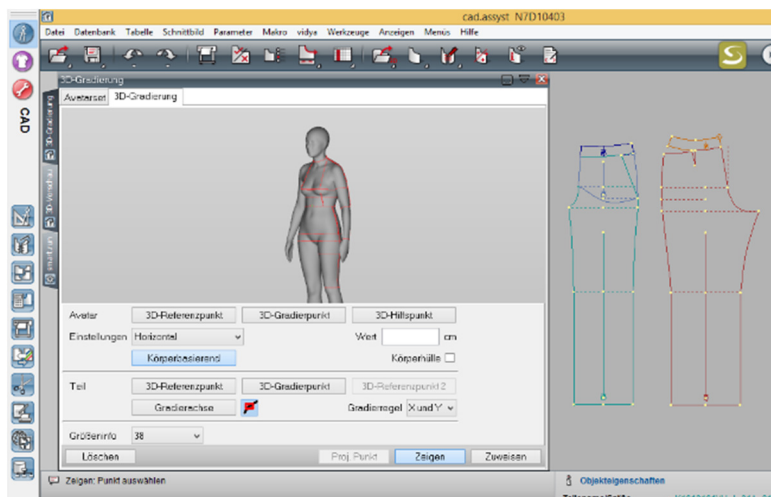 cad.assyst N7D10403
Datei Datenbank Tabelle Schnittbild Parameter Makro vidya Werkzeuge Anzeigen Menüs Hilfe
S
3D-Gradierung
Avatarset 3D-Gradierung
CAD
Avatar 3D-Referenzpunkt 3D-Gradierpunkt 3D-Hilfspunkt
Einstellungen Horizontal Wert cm
Körperbasierend Körperhülle
Teil 3D-Referenzpunkt 3D-Gradierpunkt 3D-Referenzpunkt 2
Gradierachse Gradierregel X und Y
Größeninfo 38
Löschen Proj. Punkt Zeigen Zuweisen
Zeigen: Punkt auswählen
Objekteigenschaften